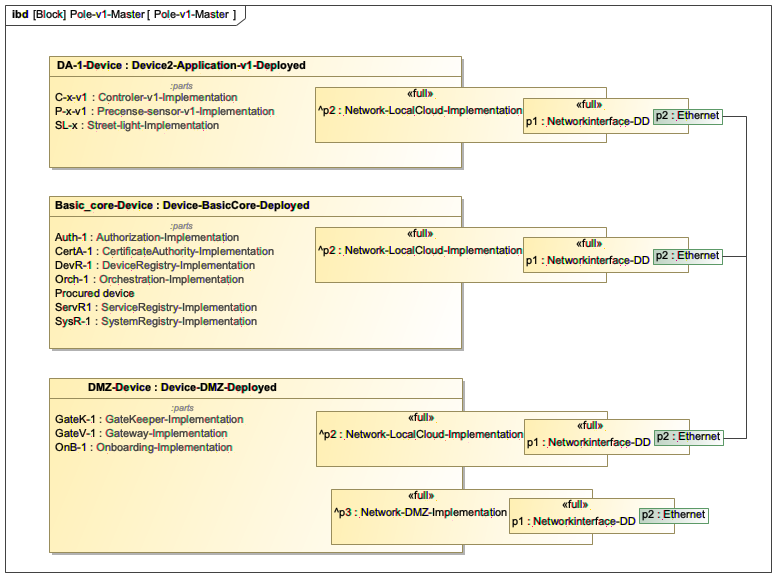 ibd [Block] Pole-v1-Master [ Pole-v1-Master ]
DA-1-Device : Device2-Application-v1-Deployed
:parts
C-x-v1 : Controler-v1-Implementation
P-x-v1 : Precense-sensor-v1-Implementation
SL-x : Street-light-Implementation
«full»
^p2 : Network-LocalCloud-Implementation
«full»
p1 : Networkinterface-DD
p2 : Ethernet
Basic_core-Device : Device-BasicCore-Deployed
:parts
Auth-1 : Authorization-Implementation
CertA-1 : CertificateAuthority-Implementation
DevR-1 : DeviceRegistry-Implementation
Orch-1 : Orchestration-Implementation
Procured device
ServR1 : ServiceRegistry-Implementation
SysR-1 : SystemRegistry-Implementation
«full»
^p2 : Network-LocalCloud-Implementation
«full»
p1 : Networkinterface-DD
p2 : Ethernet
DMZ-Device : Device-DMZ-Deployed
:parts
GateK-1 : GateKeeper-Implementation
GateV-1 : Gateway-Implementation
OnB-1 : Onboarding-Implementation
«full»
^p2 : Network-LocalCloud-Implementation
«full»
p1 : Networkinterface-DD
p2 : Ethernet
«full»
^p3 : Network-DMZ-Implementation
«full»
p1 : Networkinterface-DD
p2 : Ethernet